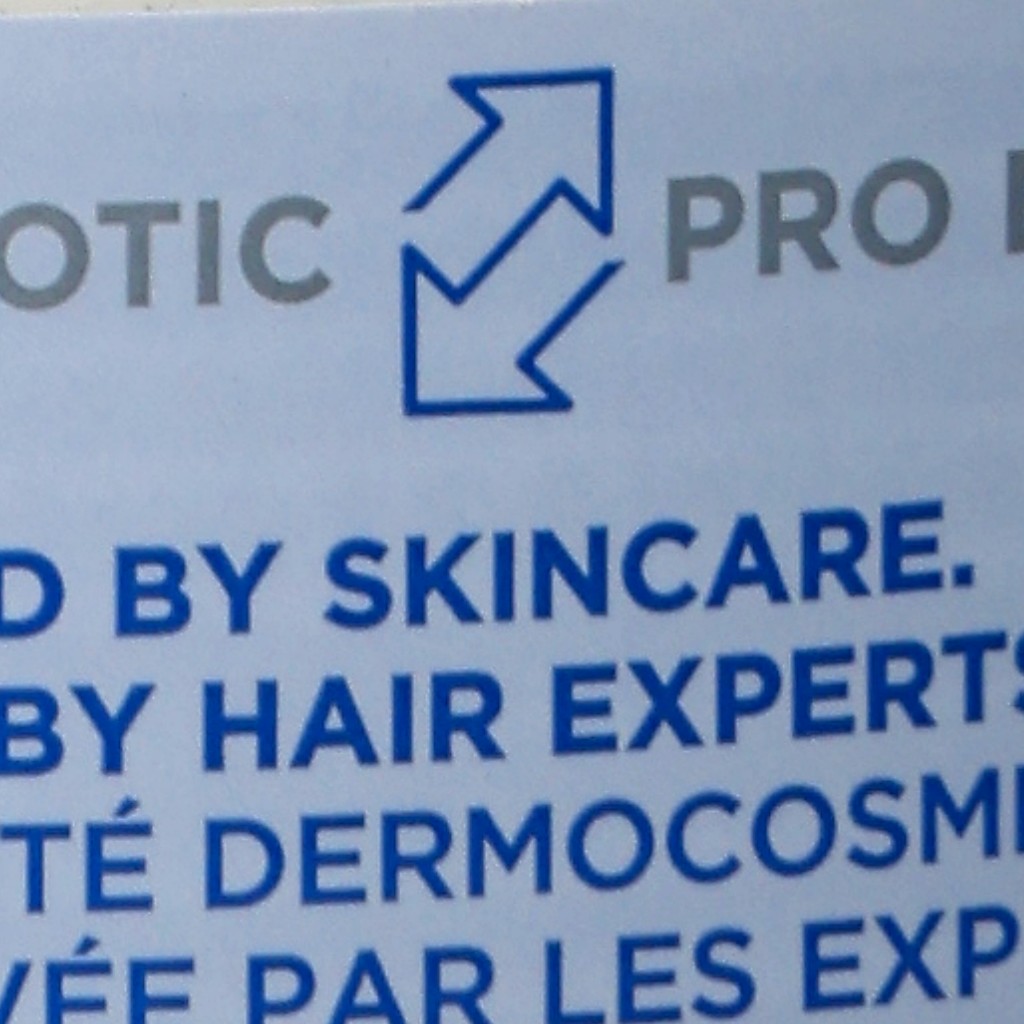 OTIC PRO
D BY SKINCARE.
BY HAIR EXPERTS
TÉ DERMOCOSM
VÉE PAR LES EXP